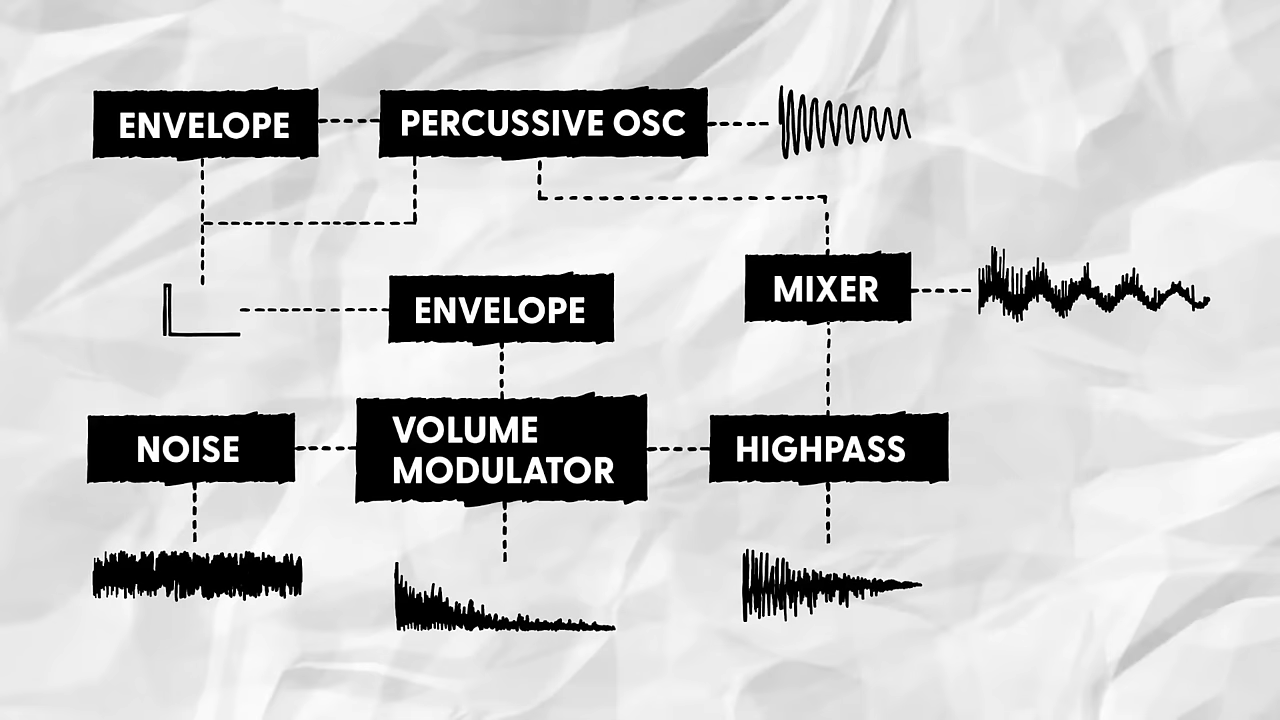 ENVELOPE
PERCUSSIVE OSC
ENVELOPE
MIXER
NOISE
VOLUME
MODULATOR
HIGHPASS